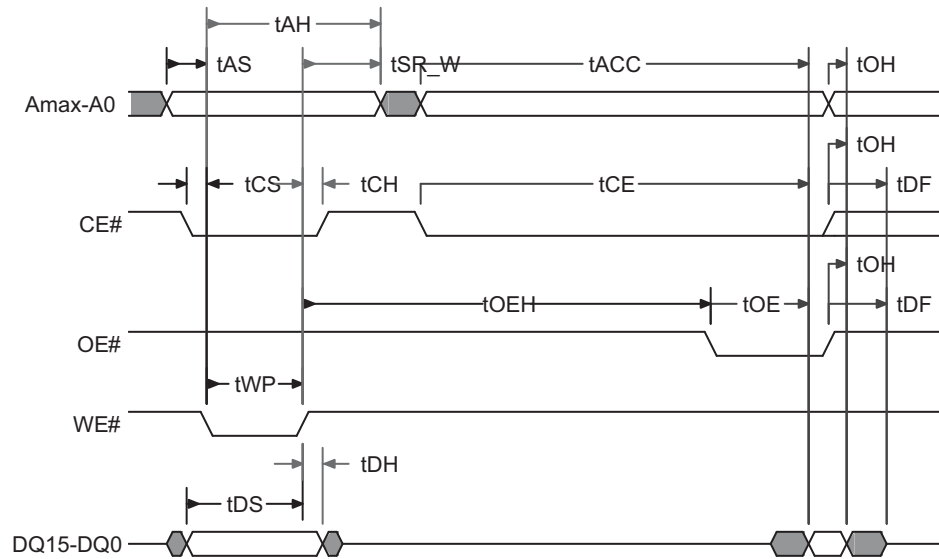 tAH
tAS tSR_W tACC tOH
Amax-A0
tOH
tCS tCH tCE tDF
CE#
tOH
tOEH tOE tDF
OE#
tWP
WE#
tDH
tDS
DQ15-DQ0